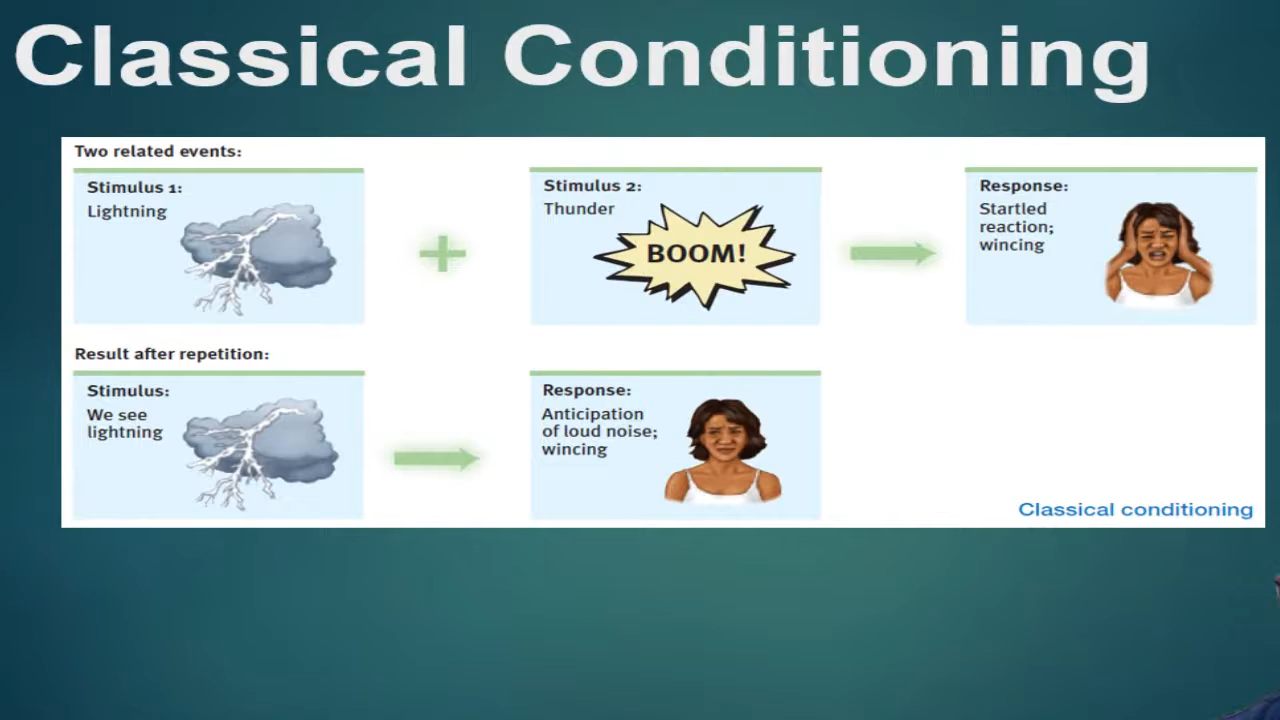 Classical Conditioning
Two related events:
Stimulus 1:
Lightning
Stimulus 2:
Thunder
BOOM!
Response:
Startled
reaction;
wincing
Result after repetition:
Stimulus:
We see
lightning
Response:
Anticipation
of loud noise;
wincing
Classical conditioning